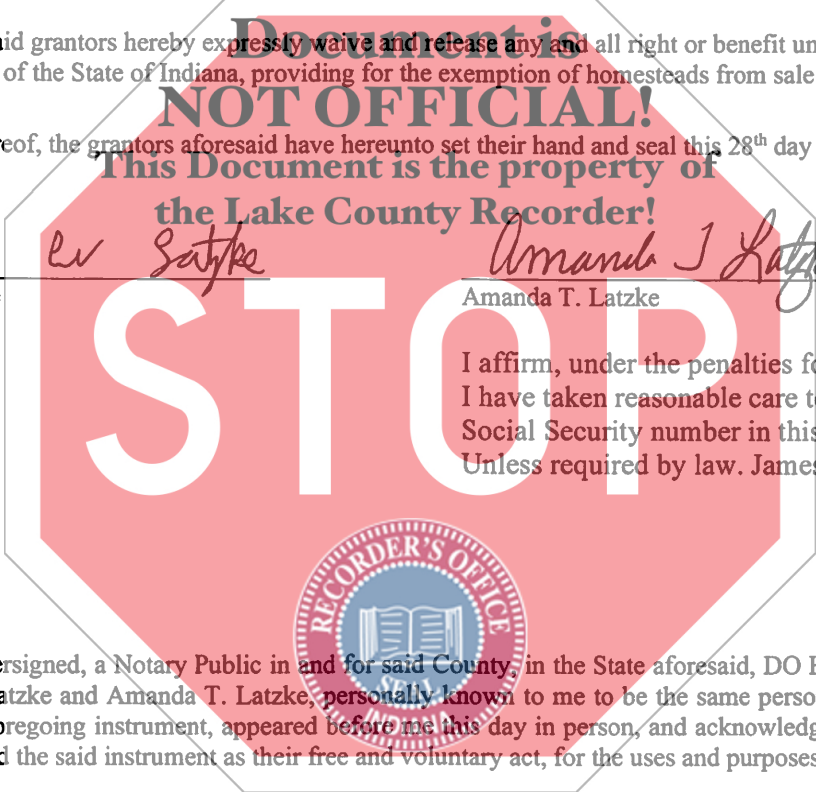 Document is
aid grantors hereby expressly waive and release any and all right or benefit un
of the State of Indiana, providing for the exemption of homesteads from sale
NOT OFFICIAL!
eof, the grantors aforesaid have hereunto set their hand and seal this 28th day
This Document is the property of
the Lake County Recorder!
Latzke
Amanda T Latzke
Amanda T. Latzke
STOP
I affirm, under the penalties fo
I have taken reasonable care to
Social Security number in this
Unless required by law. James
RECORDER'S OFFICE
SEAL
ersigned, a Notary Public in and for said County, in the State aforesaid, DO H
atzke and Amanda T. Latzke, personally known to me to be the same perso
oregoing instrument, appeared before me this day in person, and acknowledg
d the said instrument as their free and voluntary act, for the uses and purposes